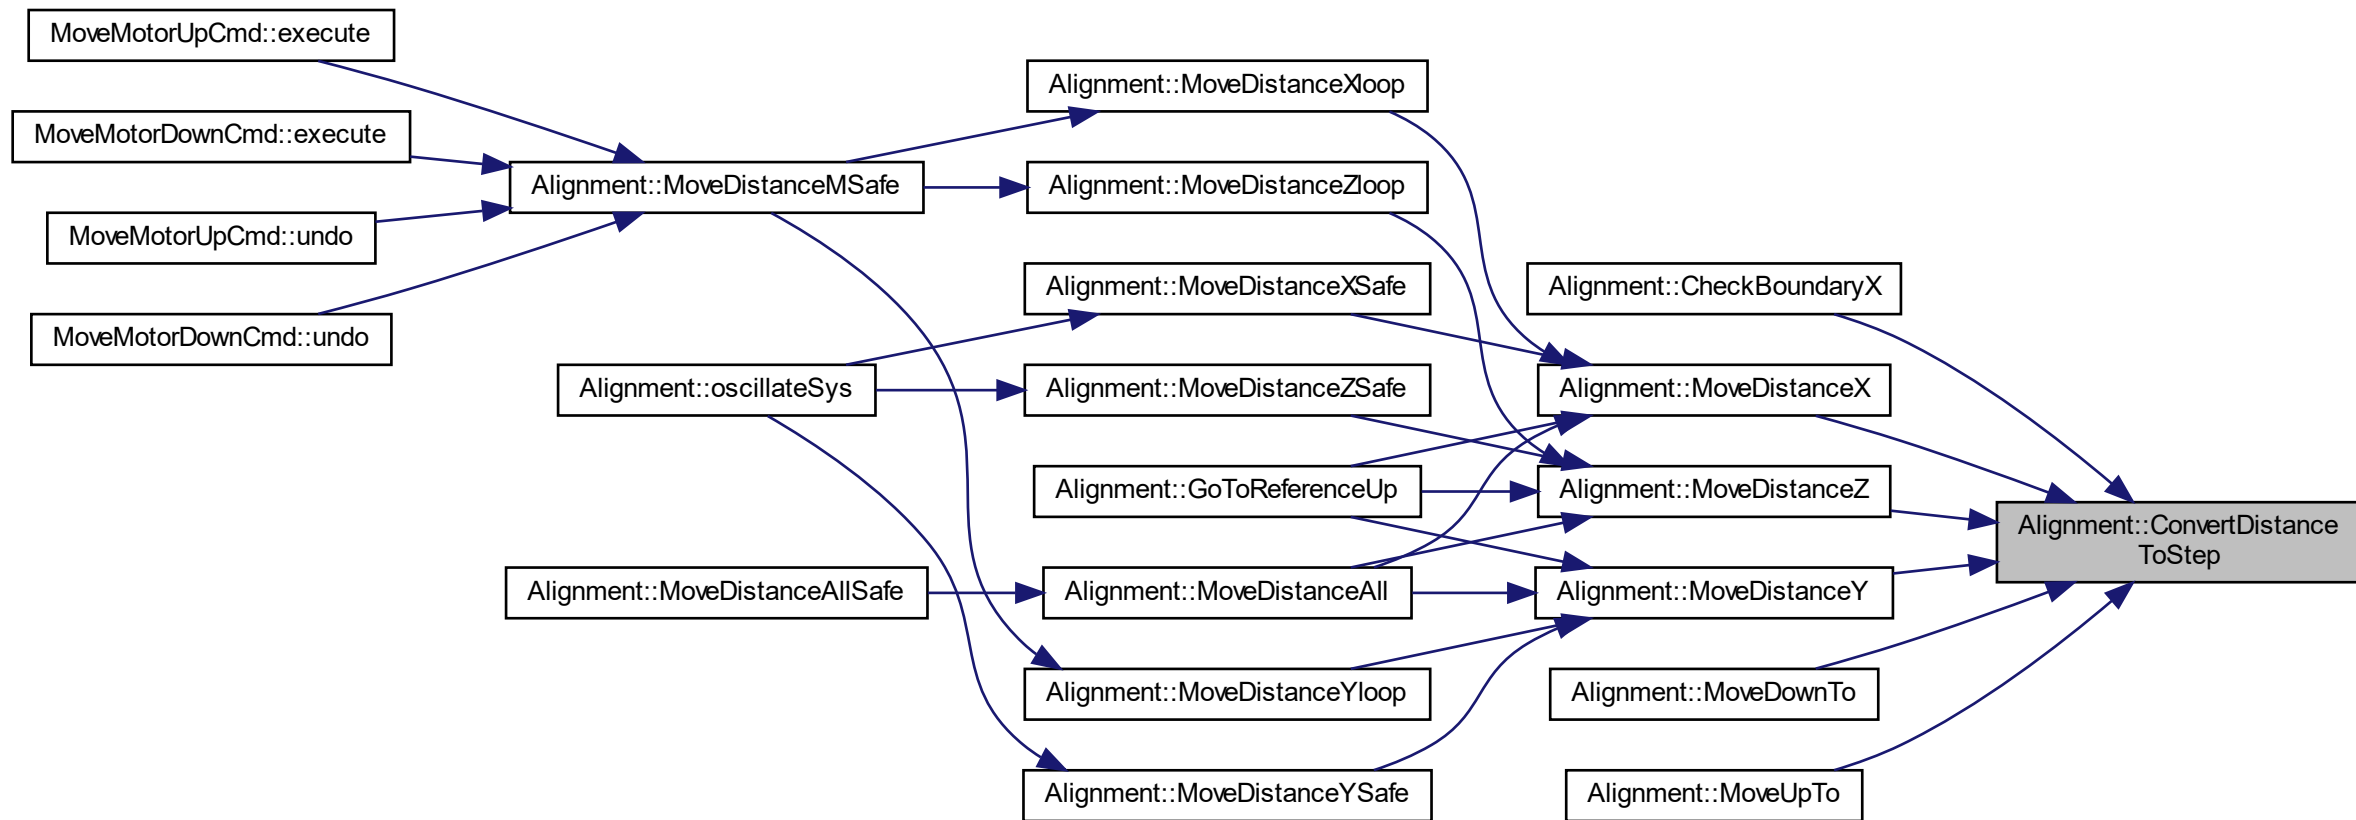 MoveMotorUpCmd::execute
MoveMotorDownCmd::execute
MoveMotorUpCmd::undo
MoveMotorDownCmd::undo
Alignment::MoveDistanceMSafe
Alignment::oscillateSys
Alignment::MoveDistanceAllSafe
Alignment::MoveDistanceXloop
Alignment::MoveDistanceZloop
Alignment::MoveDistanceXSafe
Alignment::MoveDistanceZSafe
Alignment::GoToReferenceUp
Alignment::MoveDistanceAll
Alignment::MoveDistanceYloop
Alignment::MoveDistanceYSafe
Alignment::CheckBoundaryX
Alignment::MoveDistanceX
Alignment::MoveDistanceZ
Alignment::MoveDistanceY
Alignment::MoveDownTo
Alignment::MoveUpTo
Alignment::ConvertDistance
ToStep